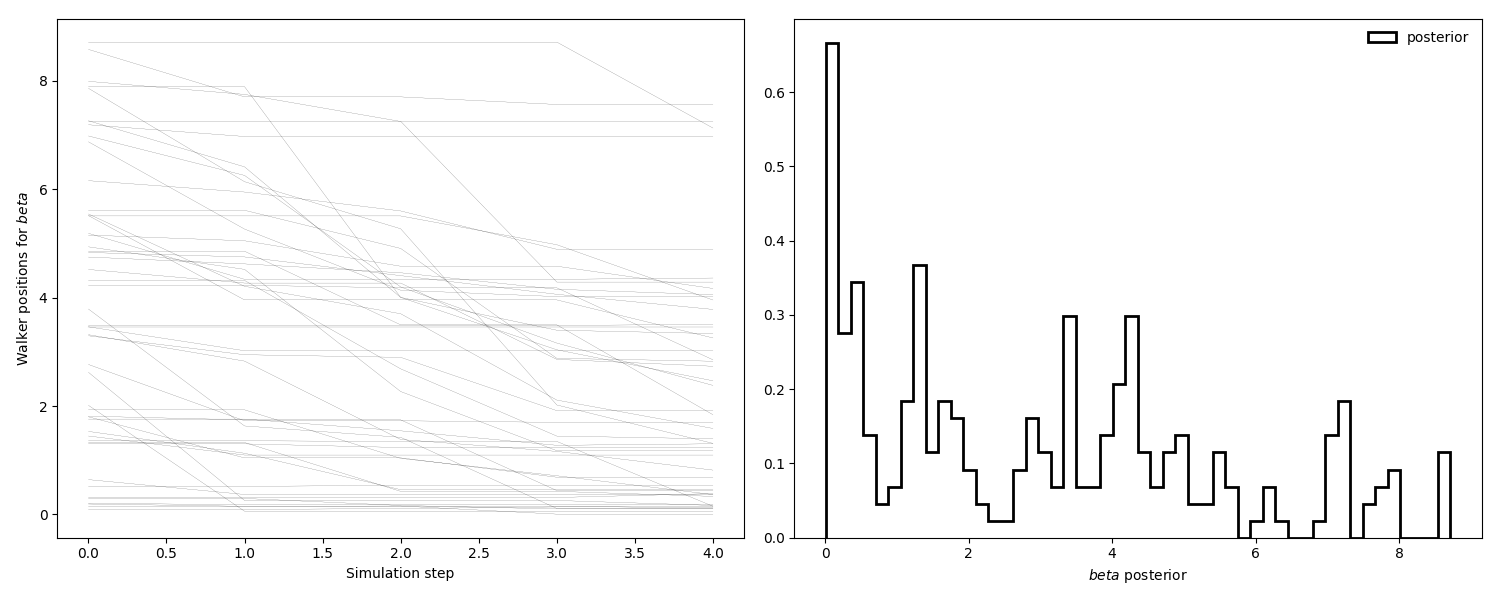 Walker positions for beta
8
6
4
2
0
0.0 0.5 1.0 1.5 2.0 2.5 3.0 3.5 4.0
Simulation step
posterior
0.6
0.5
0.4
0.3
0.2
0.1
0.0
0 2 4 6 8
beta posterior